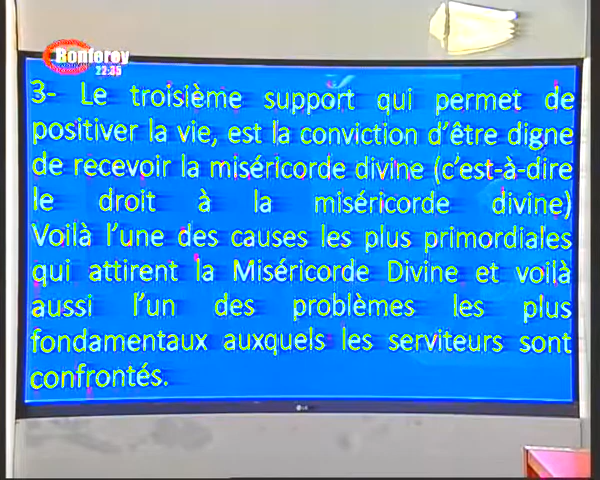 Bonferey
22:35
3- Le troisième support qui permet de
positiver la vie, est la conviction d'être digne
de recevoir la miséricorde divine (c'est-à-dire
le droit à la miséricorde divine)
Voilà l'une des causes les plus primordiales
qui attirent la Miséricorde Divine et voilà
aussi l'un des problèmes les plus
fondamentaux auxquels les serviteurs sont
confrontés.
LG